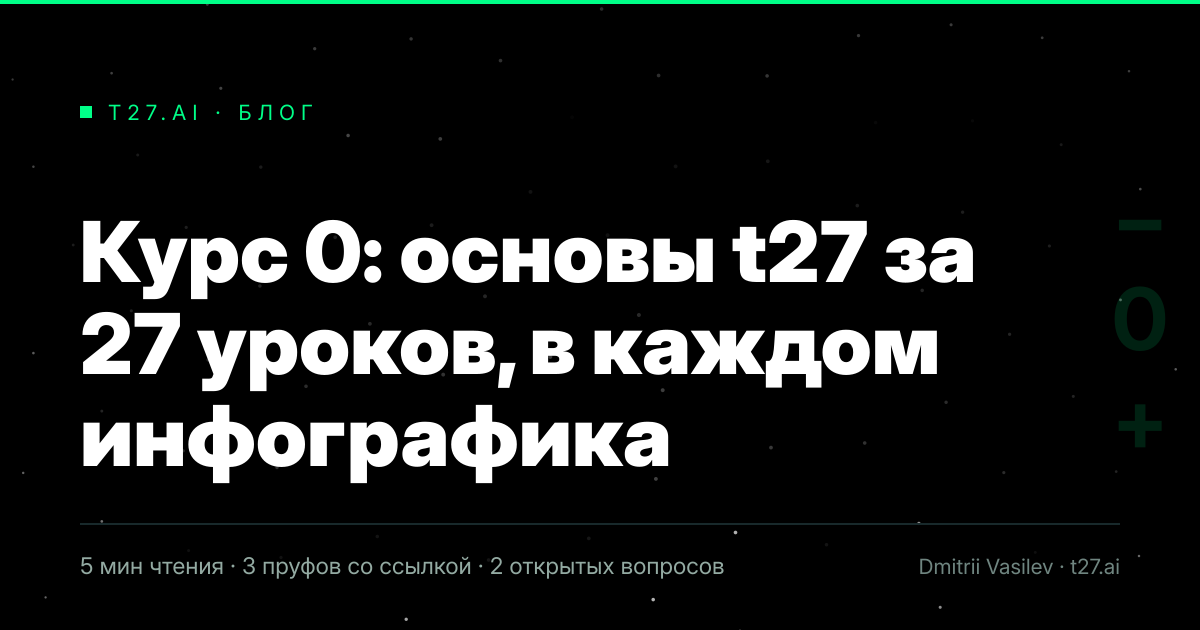 T27.AI · БЛОГ
Курс 0: основы t27 за
27 уроков, в каждом
инфографика
−
0
+
5 мин чтения · 3 пруфов со ссылкой · 2 открытых вопросов
Dmitrii Vasilev · t27.ai